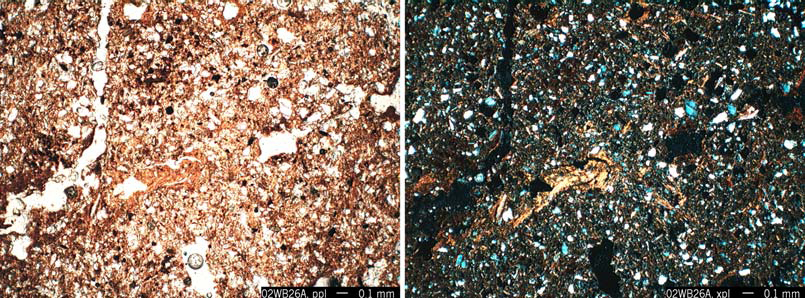 02WB26A, ppl — 0.1 mm
02WB26A, xpl — 0.1 mm